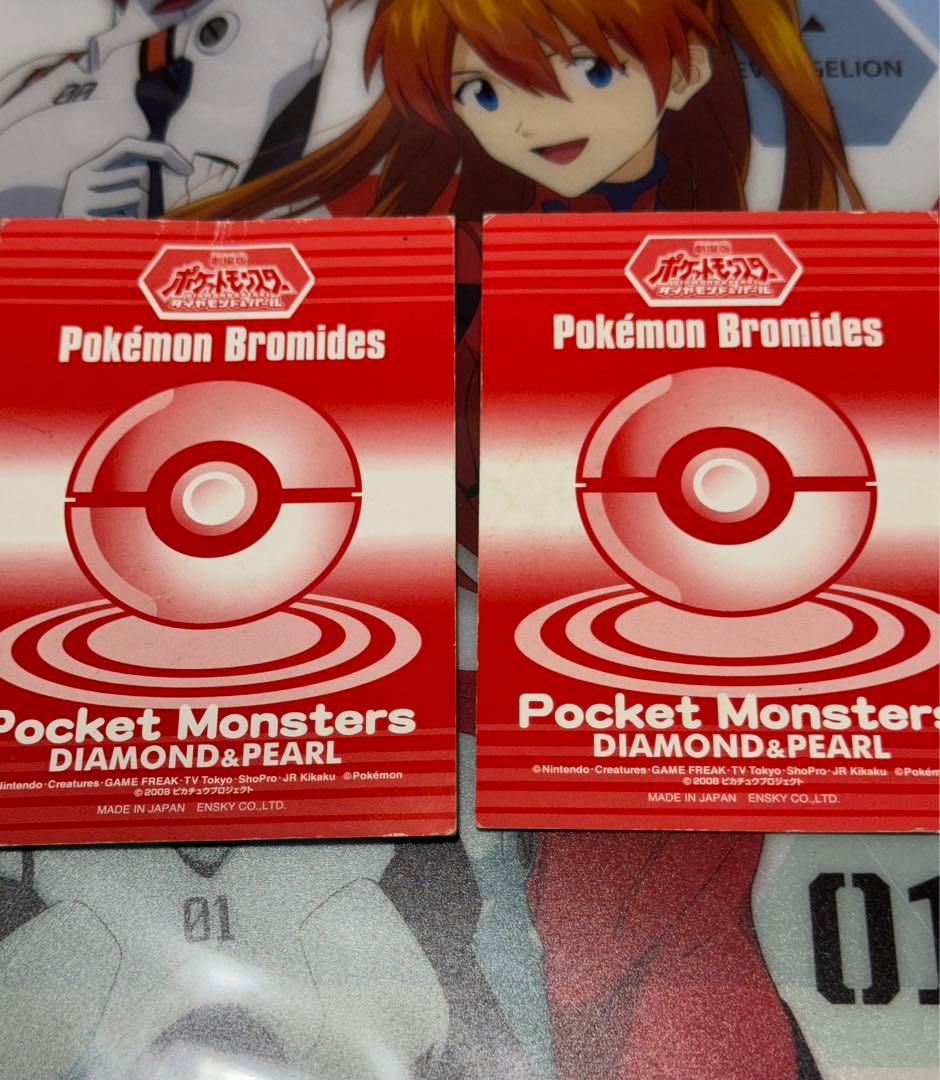 00
EV GELION
劇場版
ポケットモンスター
ダイヤモンド&パール
Pokémon Bromides
Pocket Monsters
DIAMOND&PEARL
Nintendo・Creatures・GAME FREAK・TV Tokyo・ShoPro・JR Kikaku ©Pokémon
©2008 ピカチュウプロジェクト
MADE IN JAPAN ENSKY CO.,LTD.
劇場版
ポケットモンスター
ダイヤモンド&パール
Pokémon Bromides
Pocket Monsters
DIAMOND&PEARL
©Nintendo・Creatures・GAME FREAK・TV Tokyo・ShoPro・JR Kikaku ©Pokém
©2008 ピカチュウプロジェクト
MADE IN JAPAN ENSKY CO.,LTD.
01
01